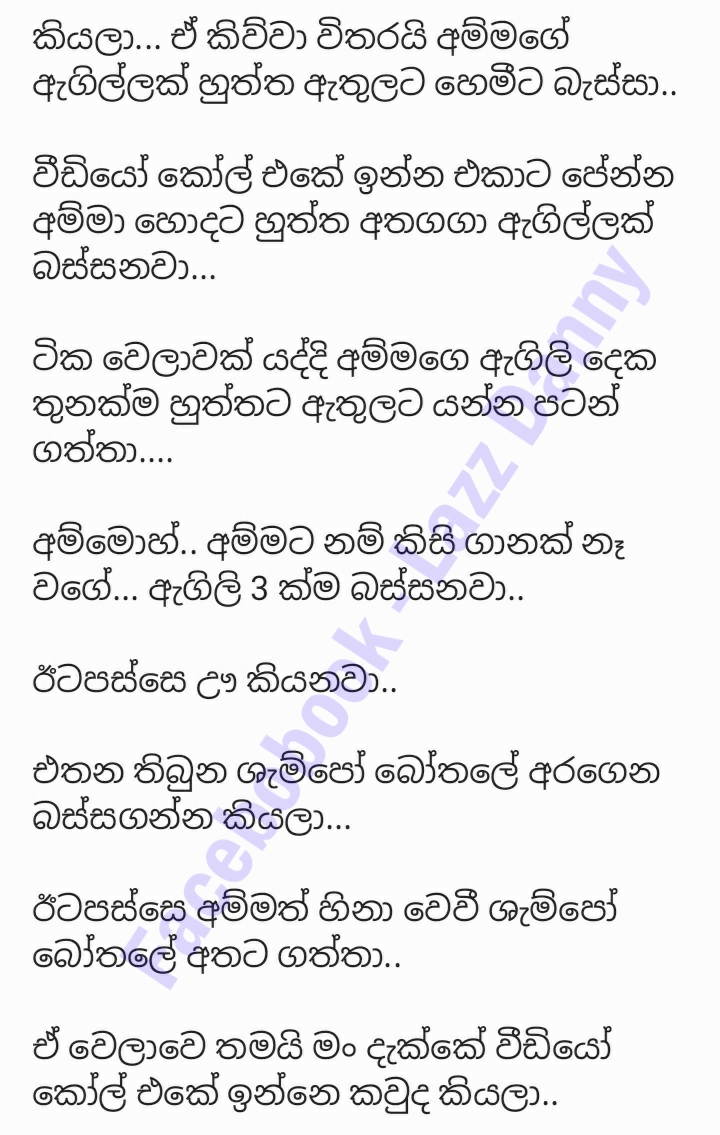 කියලා... ඒ කිව්වා විතරයි අම්මගේ
ඇගිල්ලක් හුත්ත ඇතුලට හෙමීට බැස්සා..
වීඩියෝ කෝල් එකේ ඉන්න එකාට පේන්න
අම්මා හොදට හුත්ත අතගගා ඇගිල්ලක්
බස්සනවා...
ටික වෙලාවක් යද්දි අම්මගෙ ඇගිලි දෙක
තුනක්ම හුත්තට ඇතුලට යන්න පටන්
ගත්තා....
අම්මොහ්.. අම්මට නම් කිසි ගානක් නෑ
වගේ... ඇගිලි 3 ක්ම බස්සනවා..
ඊටපස්සෙ ඌ කියනවා..
එතන තිබුන ශැම්පෝ බෝතලේ අරගෙන
බස්සගන්න කියලා...
ඊටපස්සෙ අම්මත් හිනා වෙවී ශැම්පෝ
බෝතලේ අතට ගත්තා..
ඒ වෙලාවෙ තමයි මං දැක්කේ වීඩියෝ
කෝල් එකේ ඉන්නෙ කවුද කියලා..
Facebobook - Lazz Danny